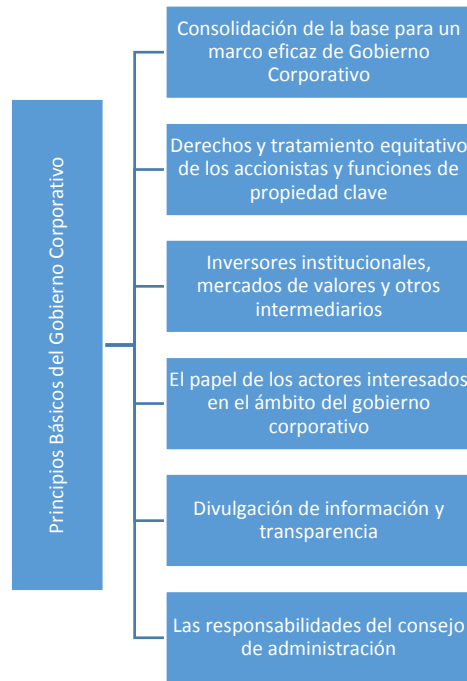 Principios Básicos del Gobierno Corporativo
Consolidación de la base para un
marco eficaz de Gobierno
Corporativo
Derechos y tratamiento equitativo
de los accionistas y funciones de
propiedad clave
Inversores institucionales,
mercados de valores y otros
intermediarios
El papel de los actores interesados
en el ámbito del gobierno
corporativo
Divulgación de información y
transparencia
Las responsabilidades del consejo
de administración